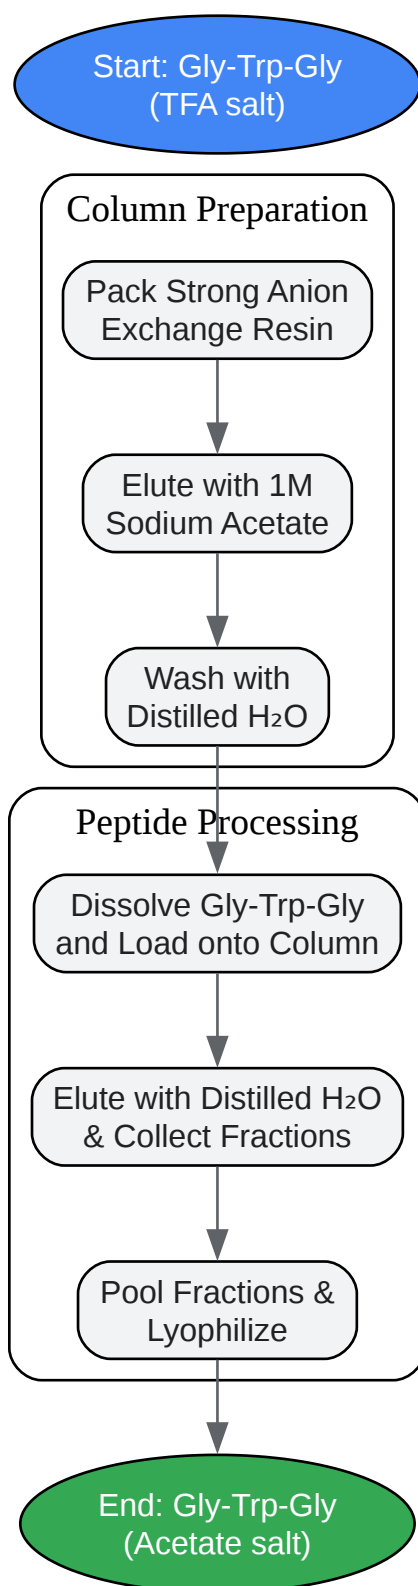 Start: Gly-Trp-Gly
(TFA salt)
Column Preparation
Pack Strong Anion
Exchange Resin
Elute with 1M
Sodium Acetate
Wash with
Distilled H₂O
Peptide Processing
Dissolve Gly-Trp-Gly
and Load onto Column
Elute with Distilled H₂O
& Collect Fractions
Pool Fractions &
Lyophilize
End: Gly-Trp-Gly
(Acetate salt)